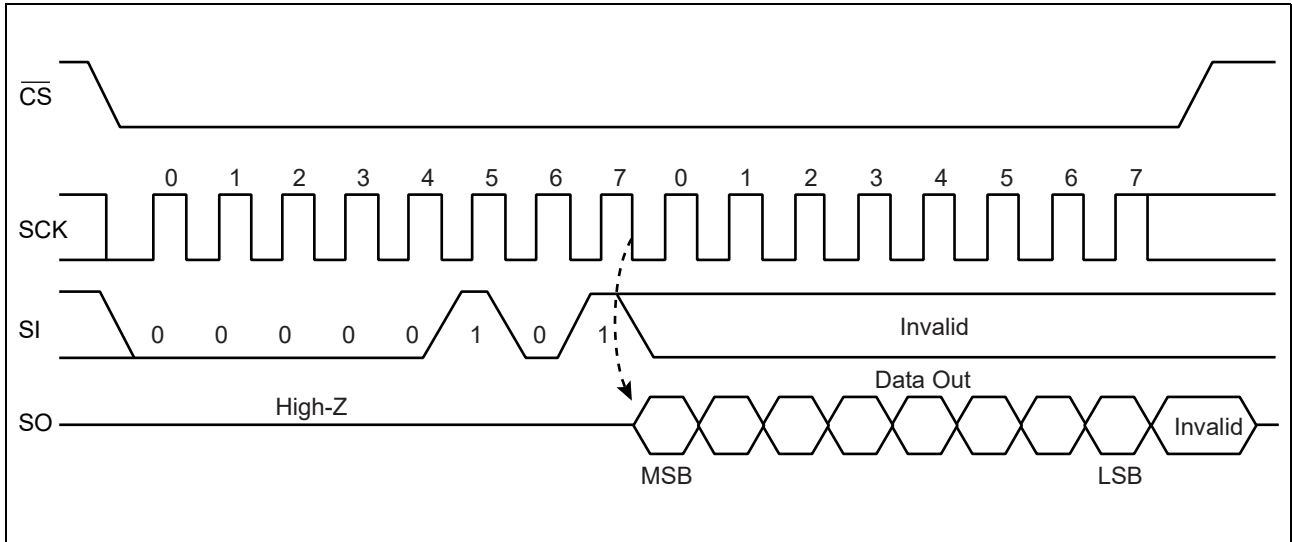 CS
0 1 2 3 4 5 6 7 0 1 2 3 4 5 6 7
SCK
SI
0 0 0 0 0 1 0 1
Invalid
Data Out
High-Z
SO
Invalid
MSB LSB